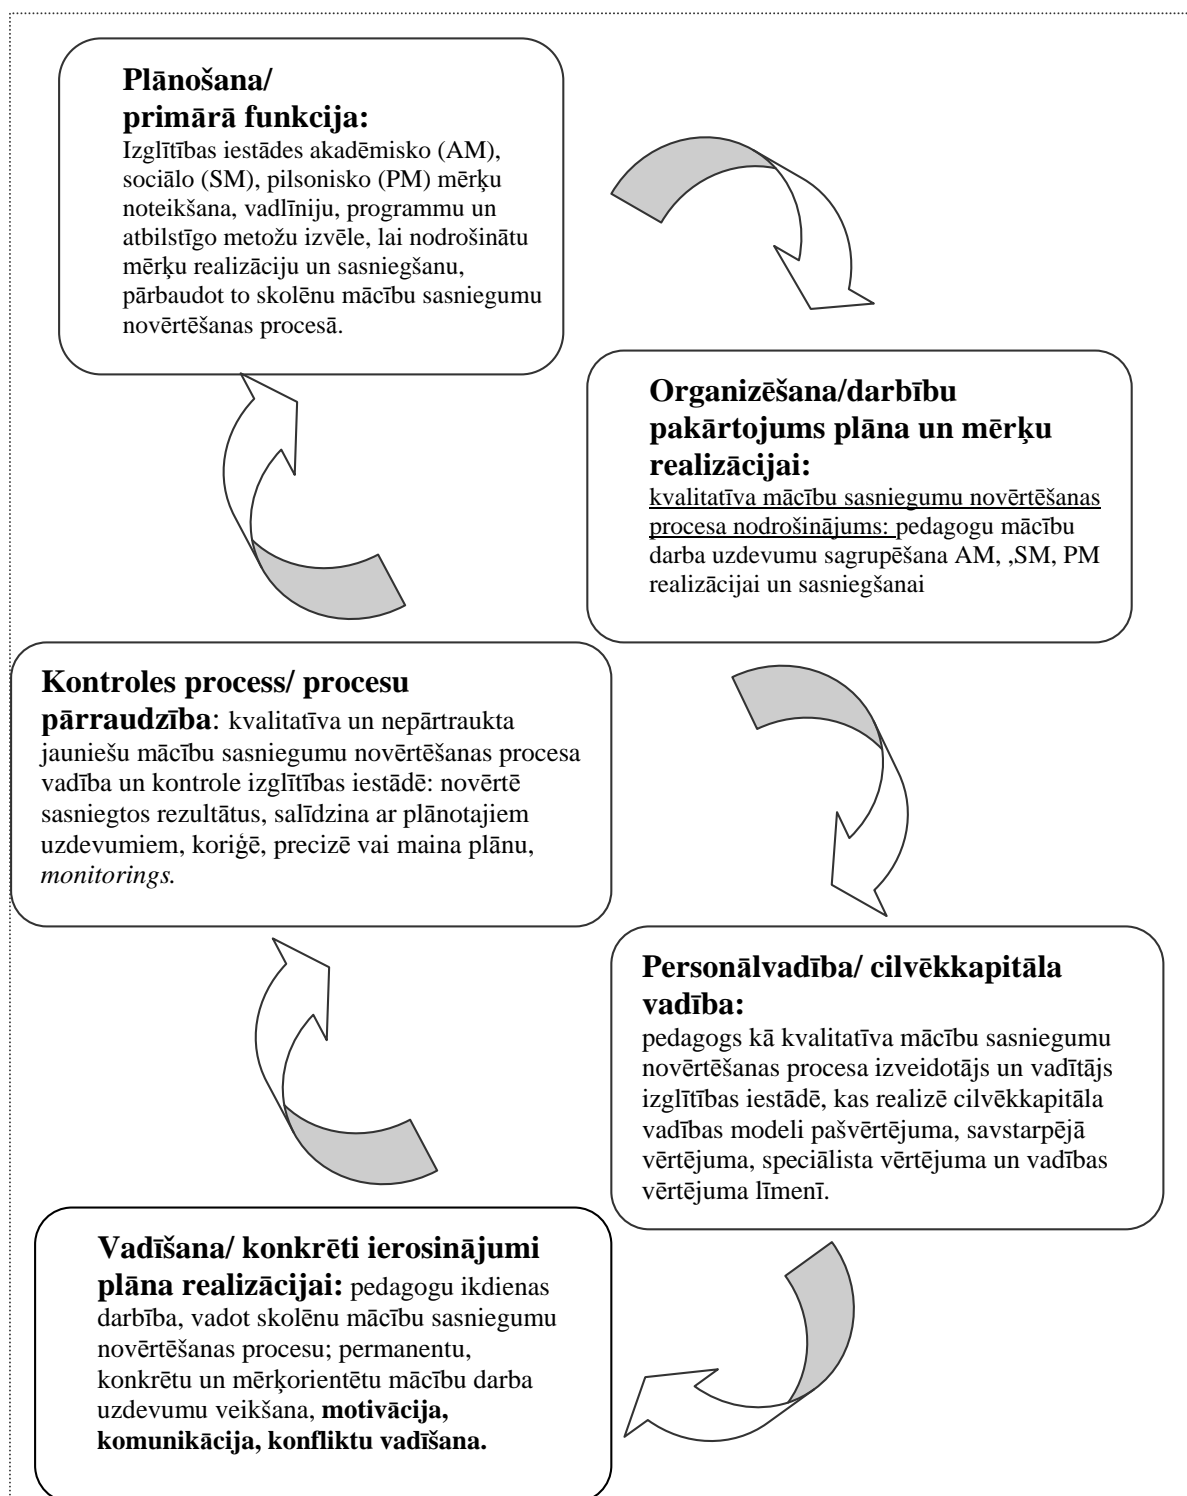 Plānošana/
primārā funkcija:
Izglītības iestādes akadēmisko (AM),
sociālo (SM), pilsonisko (PM) mērķu
noteikšana, vadlīniju, programmu un
atbilstīgo metožu izvēle, lai nodrošinātu
mērķu realizāciju un sasniegšanu,
pārbaudot to skolēnu mācību sasniegumu
novērtēšanas procesā.
Organizēšana/darbību
pakārtojums plāna un mērķu
realizācijai:
kvalitatīva mācību sasniegumu novērtēšanas
procesa nodrošinājums: pedagogu mācību
darba uzdevumu sagrupēšana AM, ,SM, PM
realizācijai un sasniegšanai
Kontroles process/ procesu
pārraudzība: kvalitatīva un nepārtraukta
jauniešu mācību sasniegumu novērtēšanas procesa
vadība un kontrole izglītības iestādē: novērtē
sasniegtos rezultātus, salīdzina ar plānotajiem
uzdevumiem, koriģē, precizē vai maina plānu,
monitorings.
Personālvadība/ cilvēkkapitāla
vadība:
pedagogs kā kvalitatīva mācību sasniegumu
novērtēšanas procesa izveidotājs un vadītājs
izglītības iestādē, kas realizē cilvēkkapitāla
vadības modeli pašvērtējuma, savstarpējā
vērtējuma, speciālista vērtējuma un vadības
vērtējuma līmenī.
Vadīšana/ konkrēti ierosinājumi
plāna realizācijai: pedagogu ikdienas
darbība, vadot skolēnu mācību sasniegumu
novērtēšanas procesu; permanentu,
konkrētu un mērķorientētu mācību darba
uzdevumu veikšana, motivācija,
komunikācija, konfliktu vadīšana.